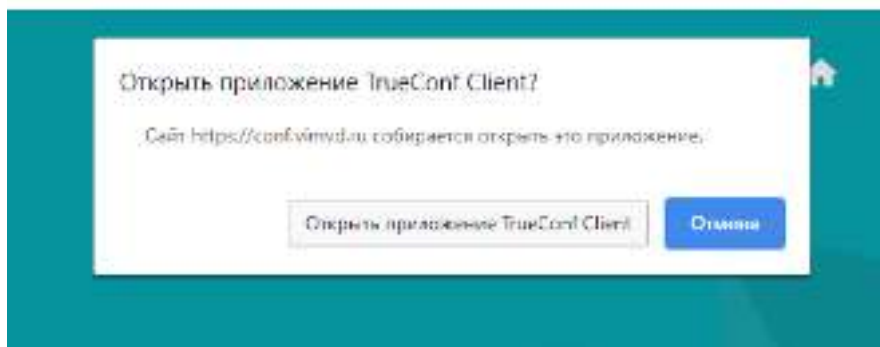 Открыть приложение TrueConf Client?
Сайт https://conf.vimvd.ru собирается открыть это приложение.
Открыть приложение TrueConf Client
Отмена